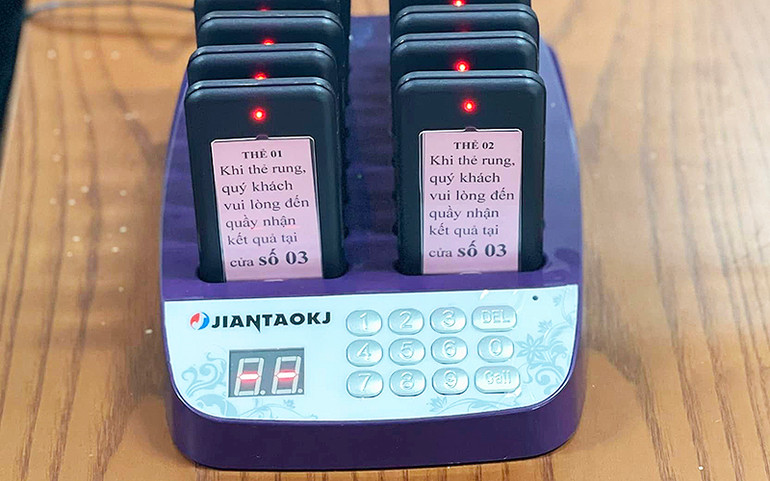 THẺ 01
Khi thẻ rung,
quý khách
vui lòng đến
quầy nhận
kết quả tại
cửa số 03
THẺ 02
Khi thẻ rung,
quý khách
vui lòng đến
quầy nhận
kết quả tại
cửa số 03
JIANTAOKJ
1 2 3 DEL
4 5 6 0
7 8 9 Call